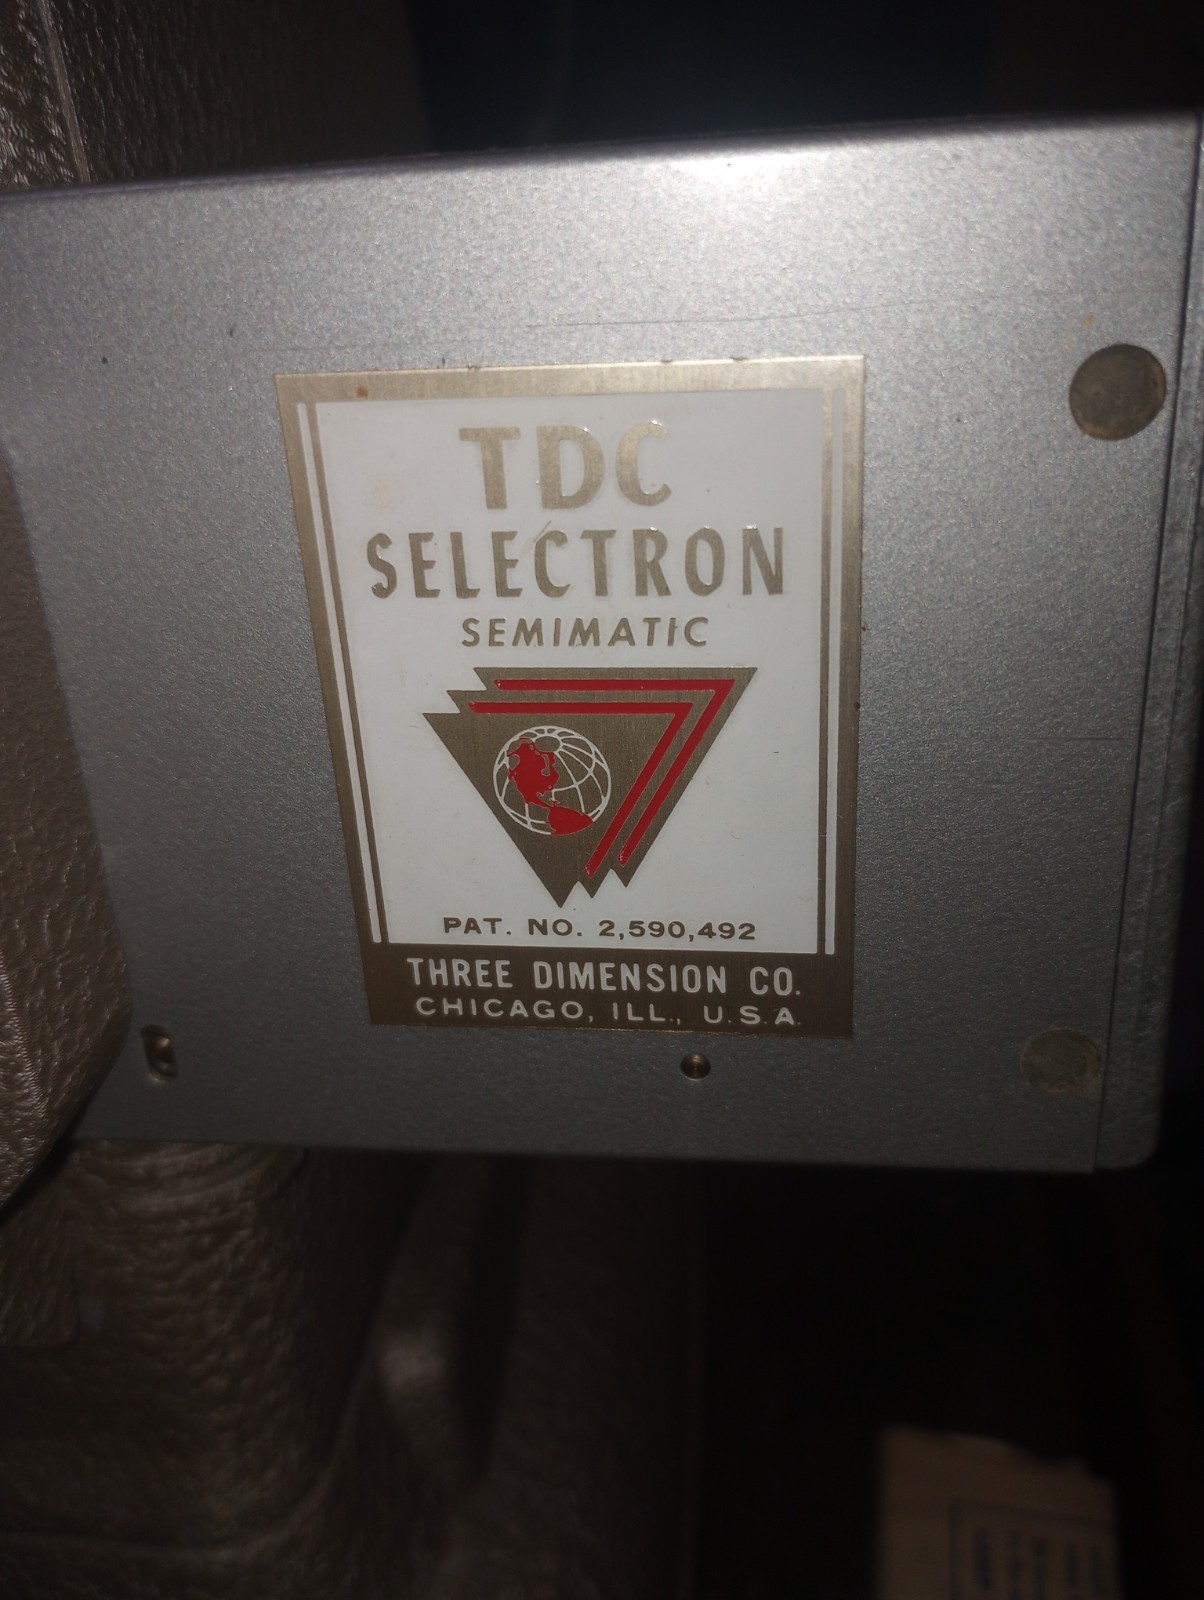 TDC
SELECTRON
SEMIMATIC
PAT. NO. 2,590,492
THREE DIMENSION CO.
CHICAGO, ILL., U.S.A.